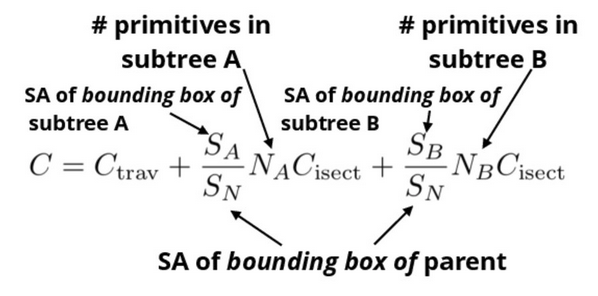 # primitives in
subtree A
# primitives in
subtree B
SA of bounding box of
subtree A
SA of bounding box of
subtree B
C = C_trav + S_A/S_N N_A C_isect + S_B/S_N N_B C_isect
SA of bounding box of parent